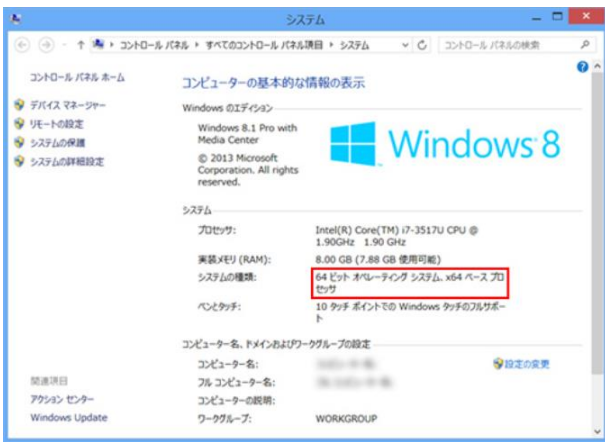 システム
コントロール パネル ▸ すべてのコントロール パネル項目 ▸ システム
コントロール パネルの検索
コントロール パネル ホーム
デバイス マネージャー
リモートの設定
システムの保護
システムの詳細設定
コンピューターの基本的な情報の表示
Windows のエディション
Windows 8.1 Pro with
Media Center
© 2013 Microsoft
Corporation. All rights
reserved.
Windows 8
システム
プロセッサ: Intel(R) Core(TM) i7-3517U CPU @
1.90GHz 1.90 GHz
実装メモリ (RAM): 8.00 GB (7.88 GB 使用可能)
システムの種類: 64 ビット オペレーティング システム、x64 ベース プロ
セッサ
ペンとタッチ: 10 タッチ ポイントでの Windows タッチのフルサポー
ト
コンピューター名、ドメインおよびワークグループの設定
コンピューター名:
設定の変更
フル コンピューター名:
コンピューターの説明:
ワークグループ: WORKGROUP
関連項目
アクション センター
Windows Update